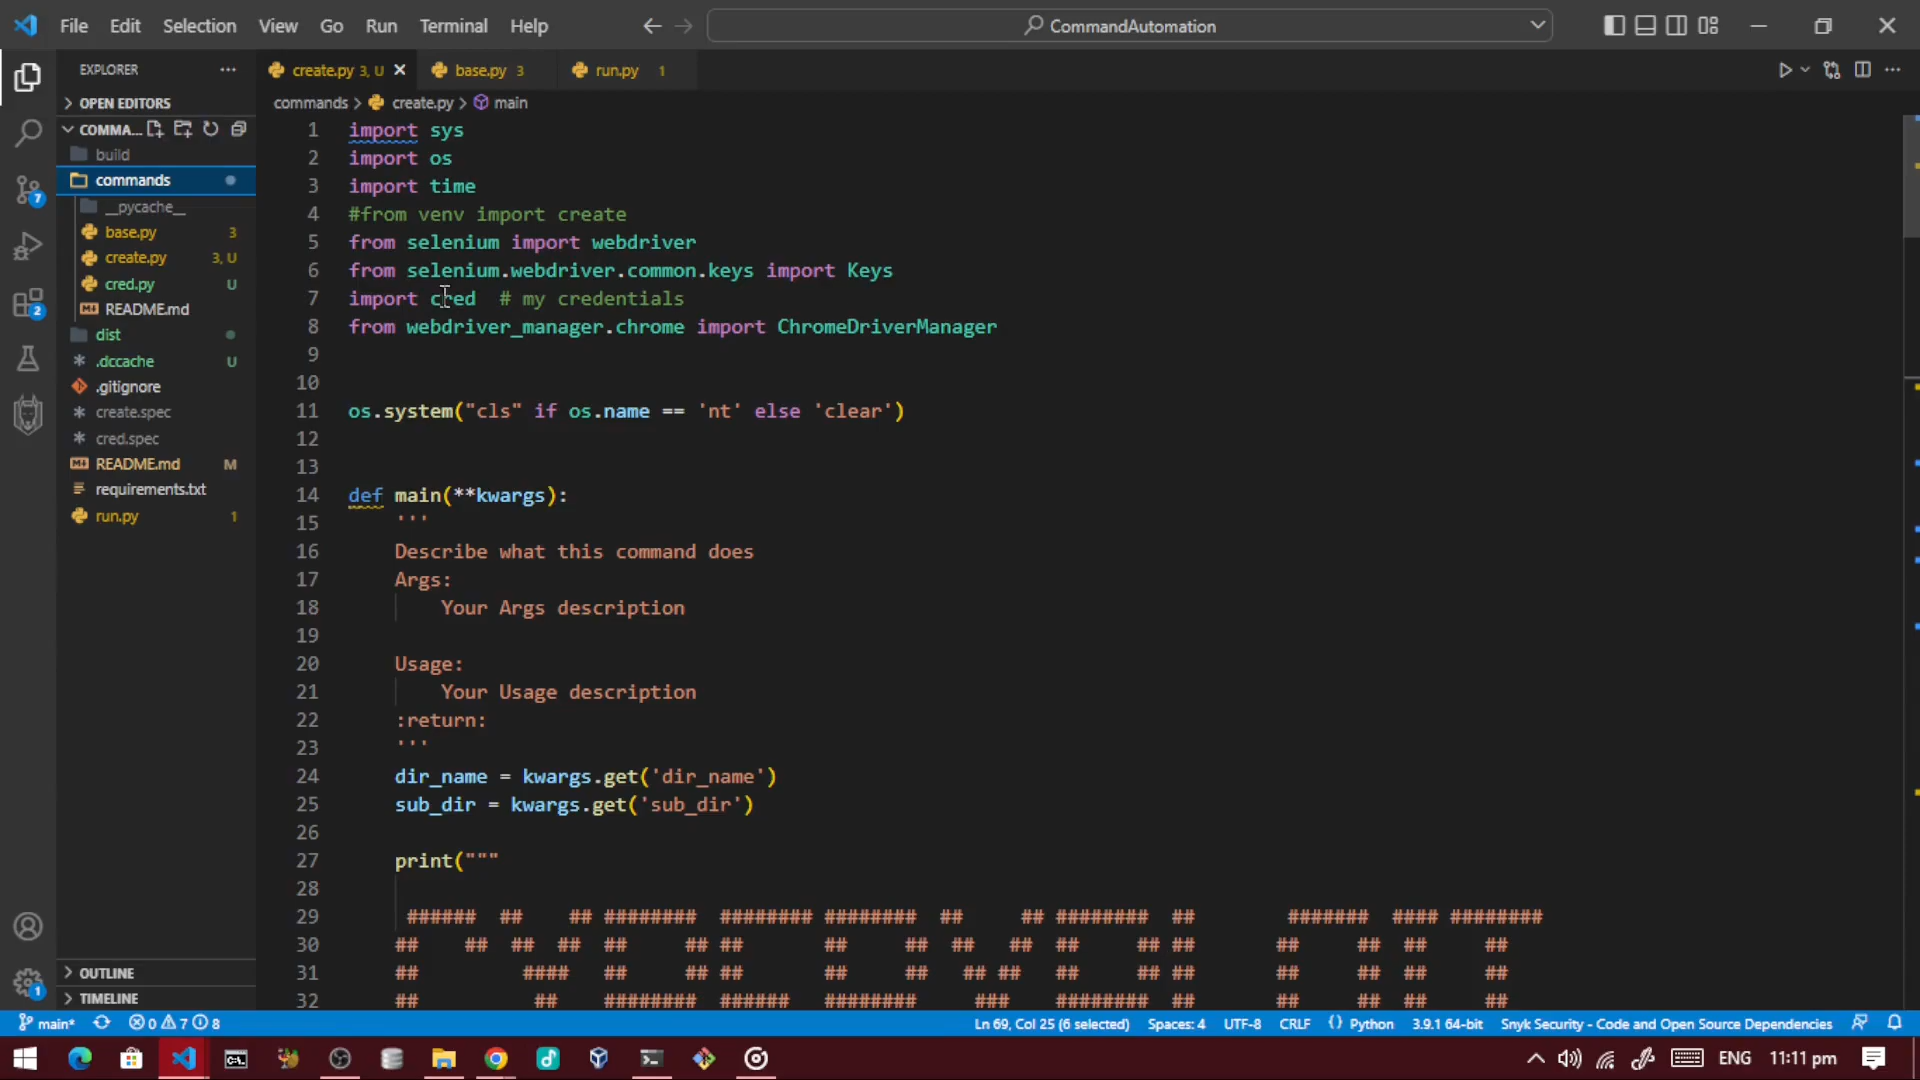 File Edit Selection View Go Run Terminal Help
CommandAutomation
EXPLORER
create.py 3, U
base.py 3
run.py 1
OPEN EDITORS
COMMA...
build
commands
__pycache__
base.py 3
create.py 3, U
cred.py U
README.md
dist
.dccache U
.gitignore
create.spec
cred.spec
README.md M
requirements.txt
run.py 1
OUTLINE
TIMELINE
commands > create.py > main
1 import sys
2 import os
3 import time
4 #from venv import create
5 from selenium import webdriver
6 from selenium.webdriver.common.keys import Keys
7 import cred # my credentials
8 from webdriver_manager.chrome import ChromeDriverManager
9
10
11 os.system("cls" if os.name == 'nt' else 'clear')
12
13
14 def main(**kwargs):
15 '''
16 Describe what this command does
17 Args:
18 Your Args description
19
20 Usage:
21 Your Usage description
22 :return:
23 '''
24 dir_name = kwargs.get('dir_name')
25 sub_dir = kwargs.get('sub_dir')
26
27 print("""
28
29 ###### ## ## ######## ######## ######## ## ## ######## ## ####### #### ########
30 ## ## ## ## ## ## ## ## ## ## ## ## ## ## ## ## ## ##
31 ## #### ## ## ## ## ## ## ## ## ## ## ## ## ## ##
32 ## ## ######## ###### ######## ### ######## ## ## ## ## ##
7
2
1
main* 0 7 8
Ln 69, Col 25 (6 selected) Spaces: 4 UTF-8 CRLF Python 3.9.1 64-bit Snyk Security - Code and Open Source Dependencies
ENG 11:11 pm